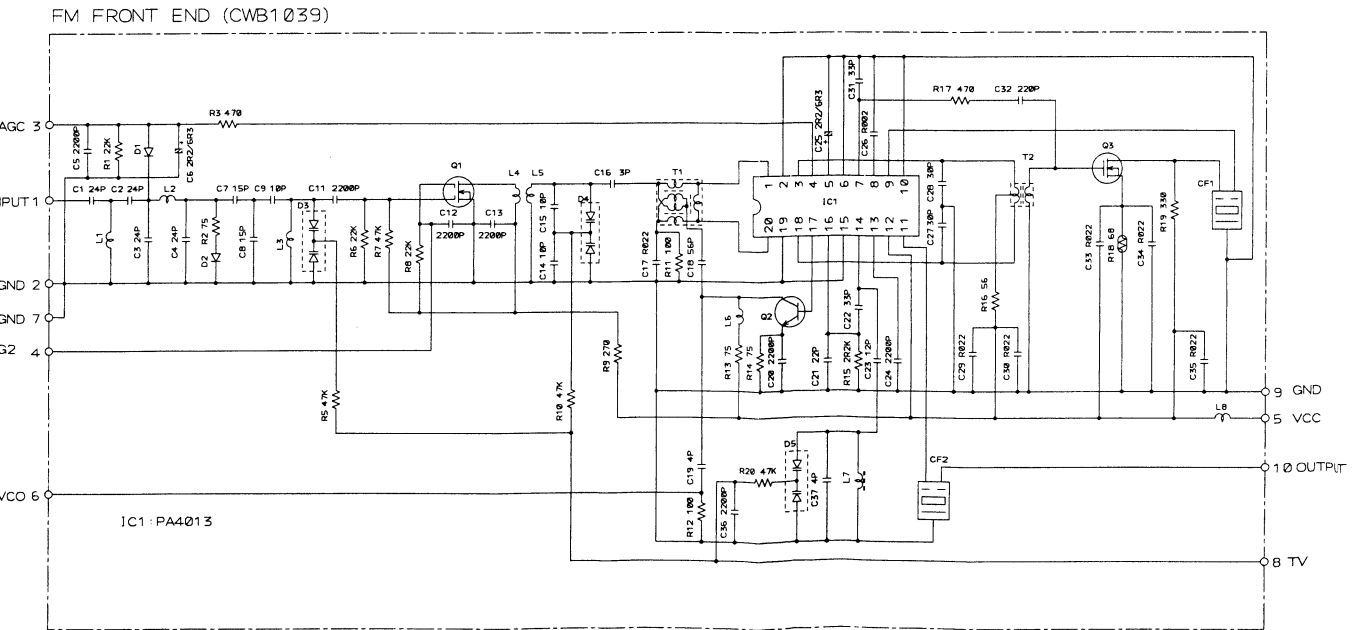 FM FRONT END (CWB1039)
AGC 3
INPUT 1
GND 2
GND 7
G2 4
VCO 6
IC1:PA4013
C5 2200P
R1 22K
D1
C6 2R2/6R3
R3 470
C1 24P
C2 24P
L2
C7 15P
C9 10P
C11 2200P
L1
C3 24P
C4 24P
R2 75
D2
C8 15P
L3
D3
R6 22K
R7 47K
R8 22K
Q1
C12
2200P
C13
2200P
L4
L5
C15 10P
C14 10P
D4
C16 3P
T1
C17 R022
R11 100
C18 56P
R5 47K
R10 47K
R9 270
L6
R13 75
Q2
R14 75
C20 2200P
C21 22P
R15 2R2K
C22 33P
C23 12P
C24 2200P
C19 4P
R12 100
C36 2200P
R20 47K
D5
C37 4P
L7
CF2
C25 2R2/6R3
C31 33P
C26 R002
1 2 3 4 5 6 7 8 9 10
IC1
20 19 18 17 16 15 14 13 12 11
R17 470
C32 220P
C28 30P
C27 30P
T2
Q3
R16 56
C29 R022
C30 R022
C33 R022
R18 68
C34 R022
R19 330
C35 R022
CF1
L8
9 GND
5 VCC
10 OUTPUT
8 TV